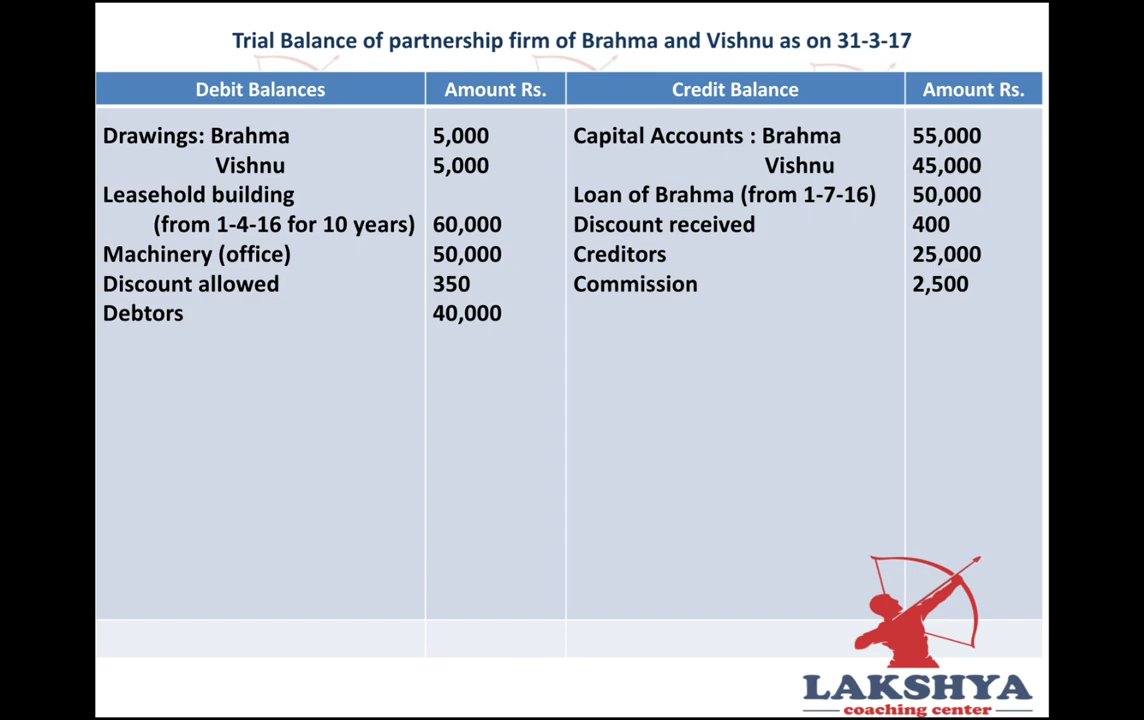 Trial Balance of partnership firm of Brahma and Vishnu as on 31-3-17
Debit Balances Amount Rs. Credit Balance Amount Rs.
Drawings: Brahma 5,000 Capital Accounts : Brahma 55,000
Vishnu 5,000 Vishnu 45,000
Leasehold building Loan of Brahma (from 1-7-16) 50,000
(from 1-4-16 for 10 years) 60,000 Discount received 400
Machinery (office) 50,000 Creditors 25,000
Discount allowed 350 Commission 2,500
Debtors 40,000
LAKSHYA
coaching center